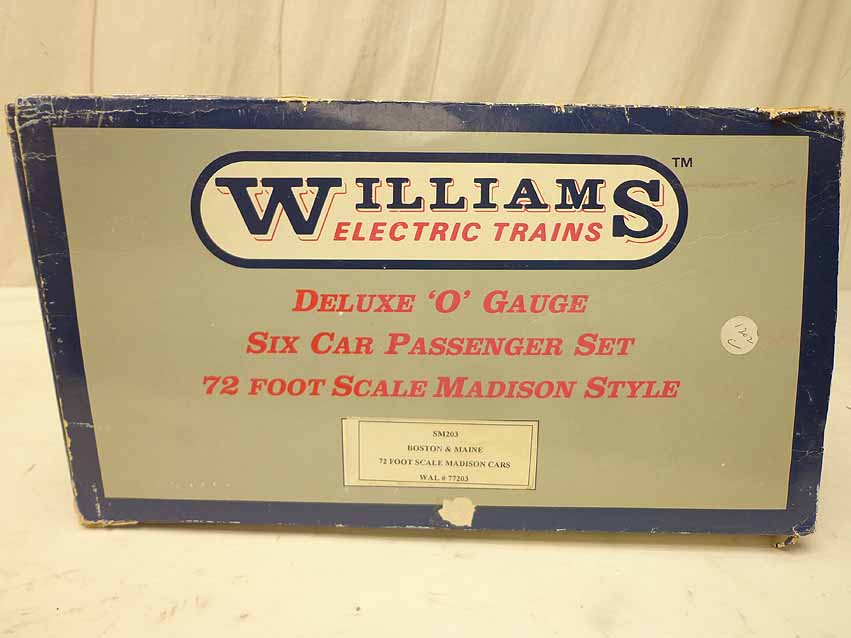 WILLIAMS™
ELECTRIC TRAINS
DELUXE 'O' GAUGE
SIX CAR PASSENGER SET
72 FOOT SCALE MADISON STYLE
1202
C
SM203
BOSTON & MAINE
72 FOOT SCALE MADISON CARS
WAL # 77203